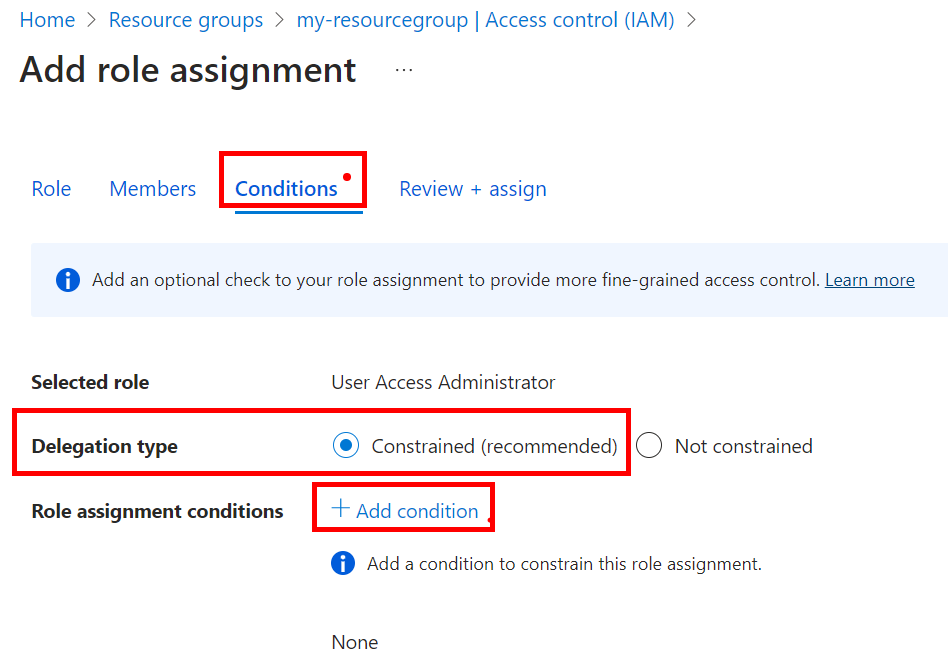 Home > Resource groups > my-resourcegroup | Access control (IAM) >
Add role assignment ...
Role Members Conditions Review + assign
Add an optional check to your role assignment to provide more fine-grained access control. Learn more
Selected role User Access Administrator
Delegation type Constrained (recommended) Not constrained
Role assignment conditions + Add condition
Add a condition to constrain this role assignment.
None